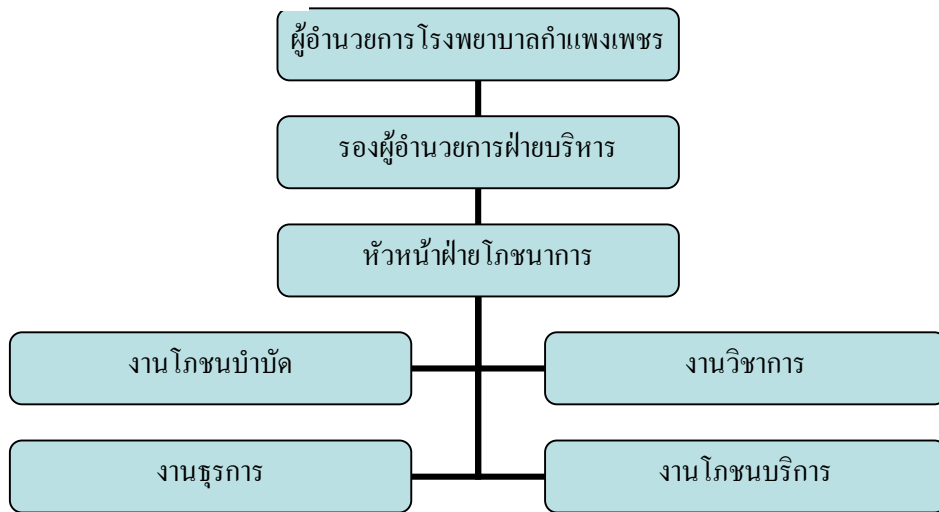 ผู้อำนวยการโรงพยาบาลกำแพงเพชร
รองผู้อำนวยการฝ่ายบริหาร
หัวหน้าฝ่ายโภชนาการ
งานโภชนบำบัด
งานวิชาการ
งานธุรการ
งานโภชนบริการ